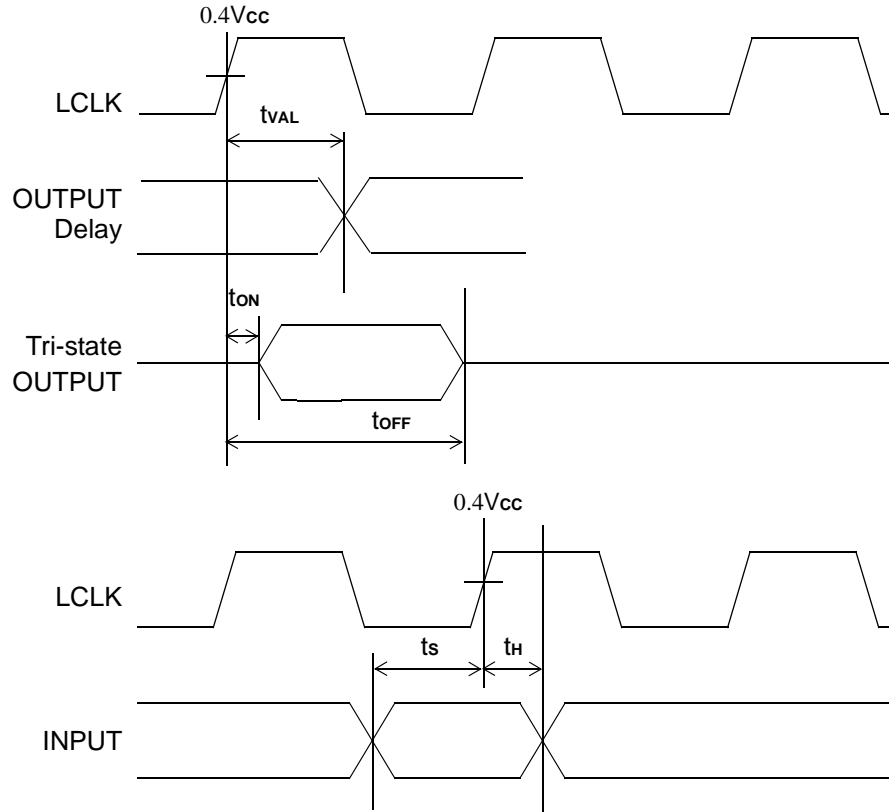 0.4Vcc
LCLK
tVAL
OUTPUT
Delay
tON
Tri-state
OUTPUT
tOFF
0.4Vcc
LCLK
ts
tH
INPUT